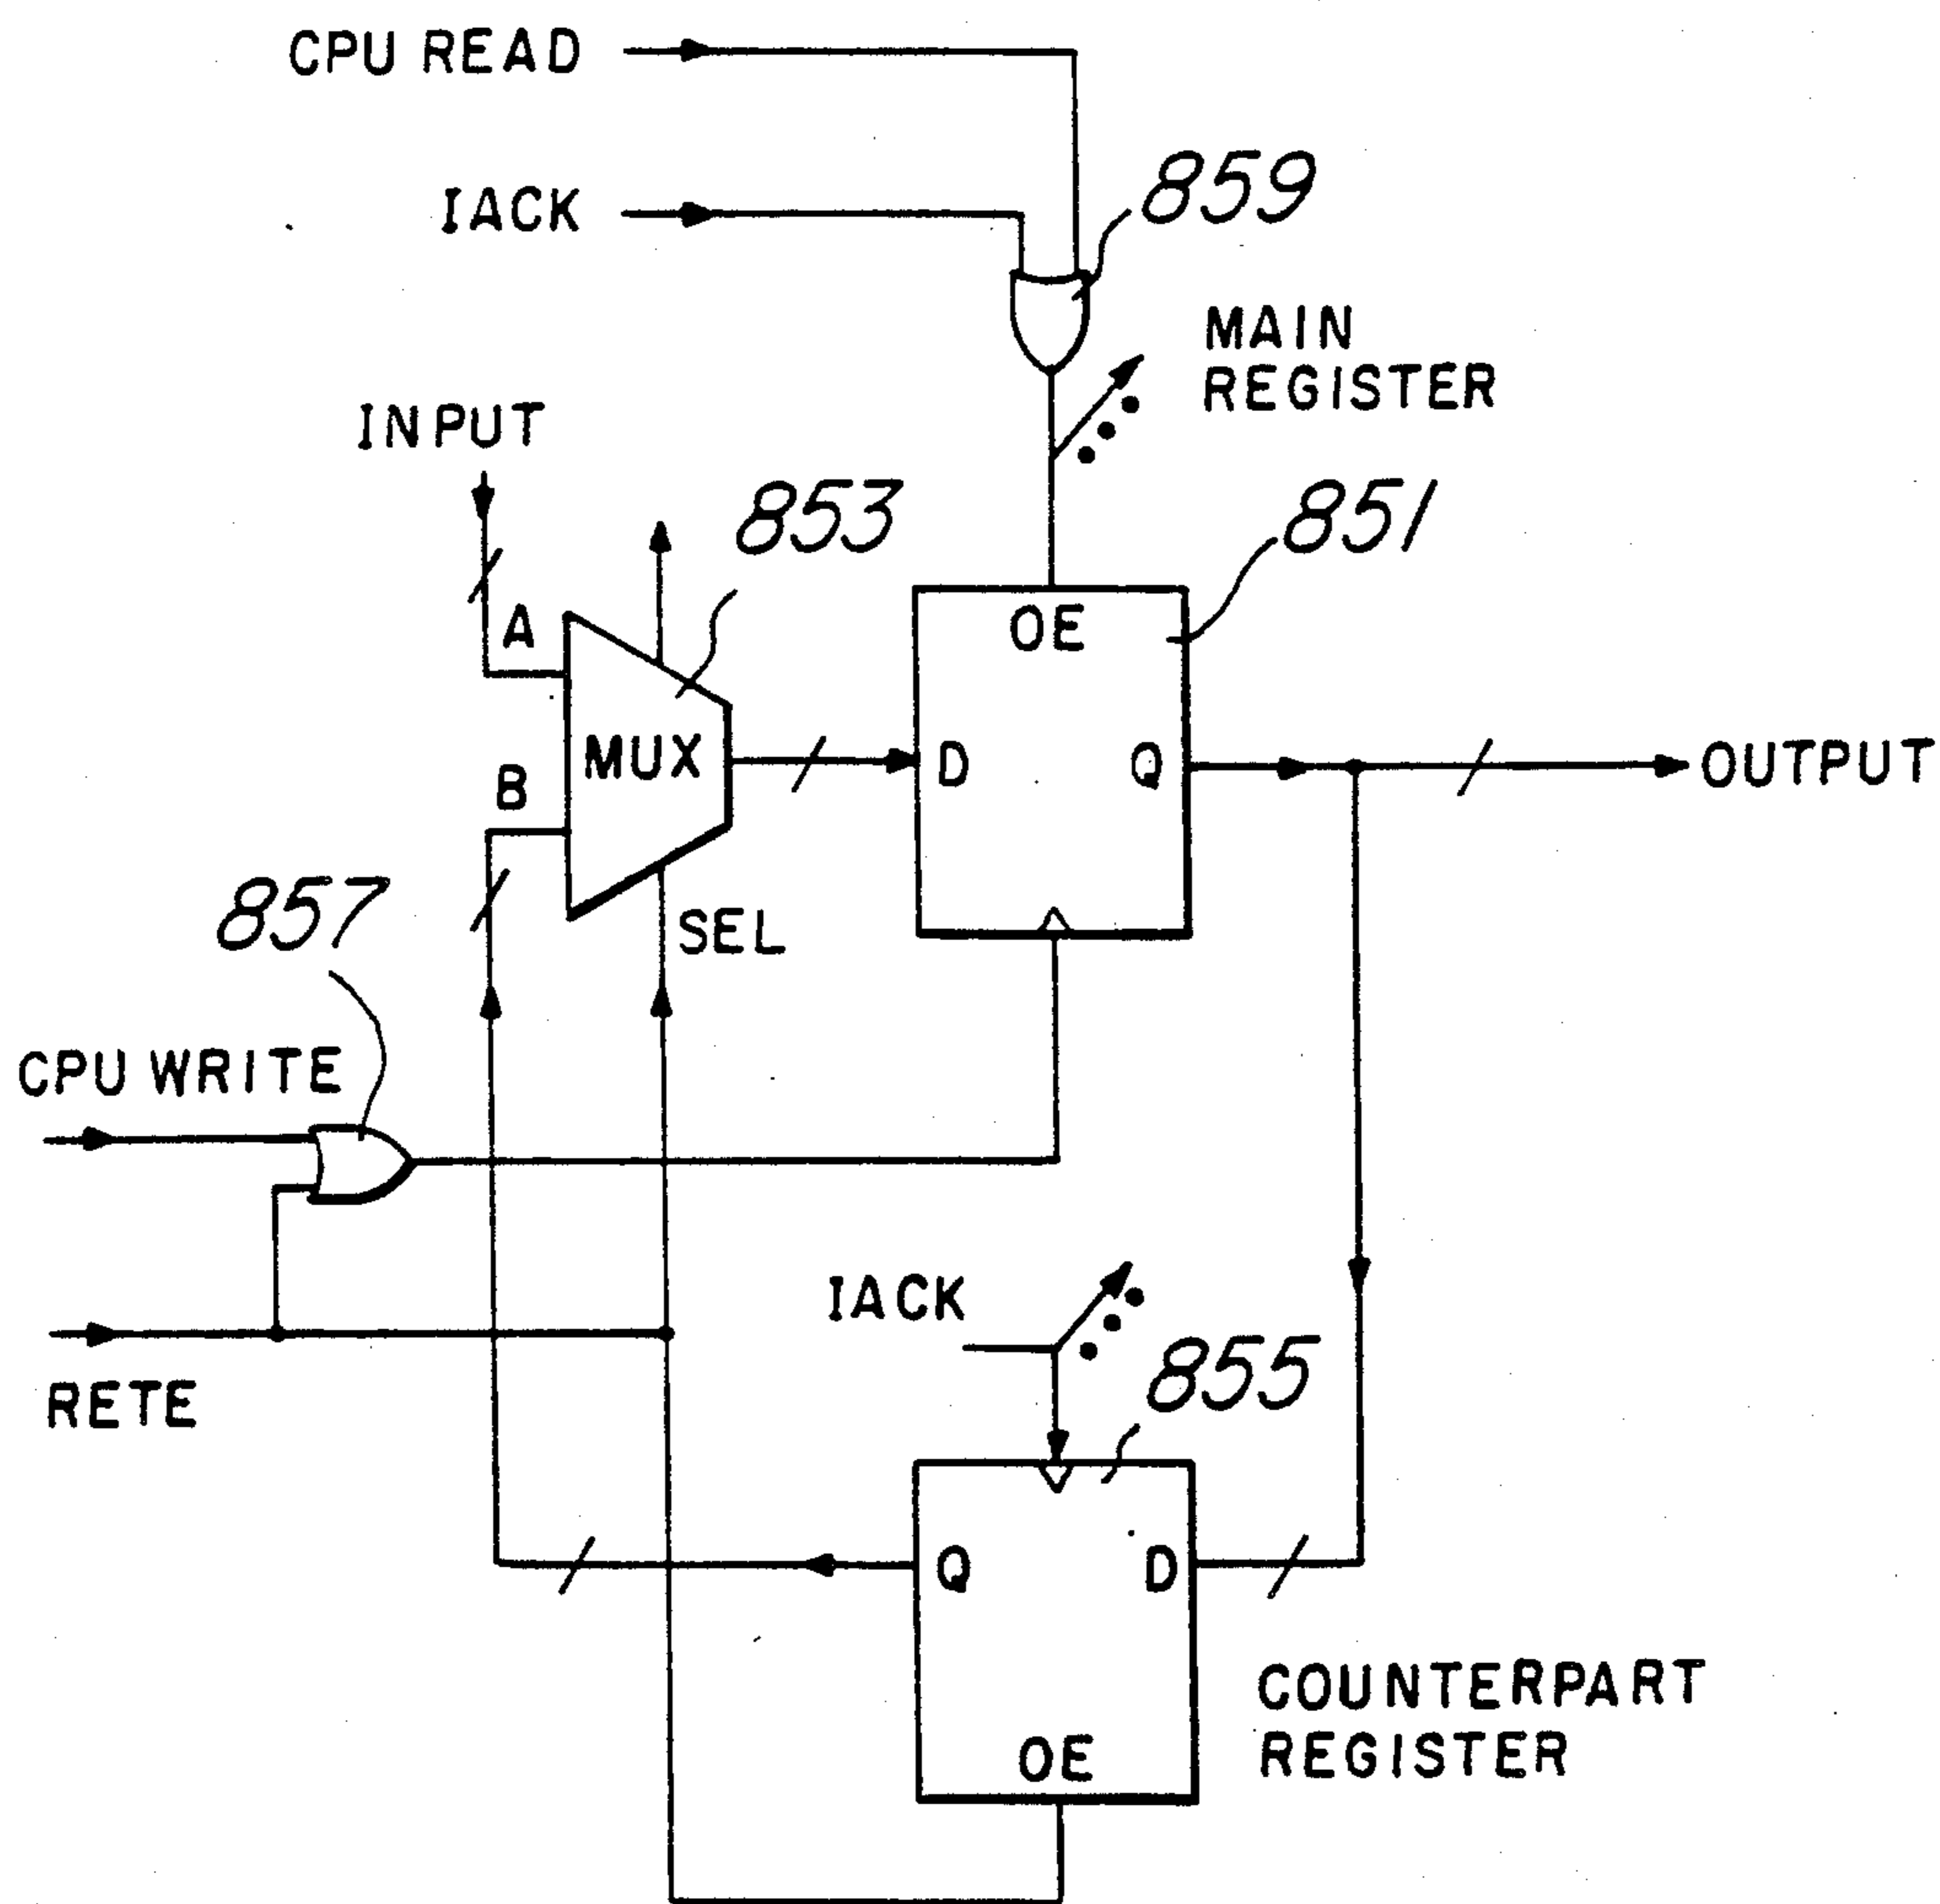 CPU READ
IACK
859
MAIN
REGISTER
INPUT
853
851
A
OE
MUX
D
Q
OUTPUT
B
857
SEL
CPU WRITE
IACK
855
RETE
Q
D
COUNTERPART
REGISTER
OE